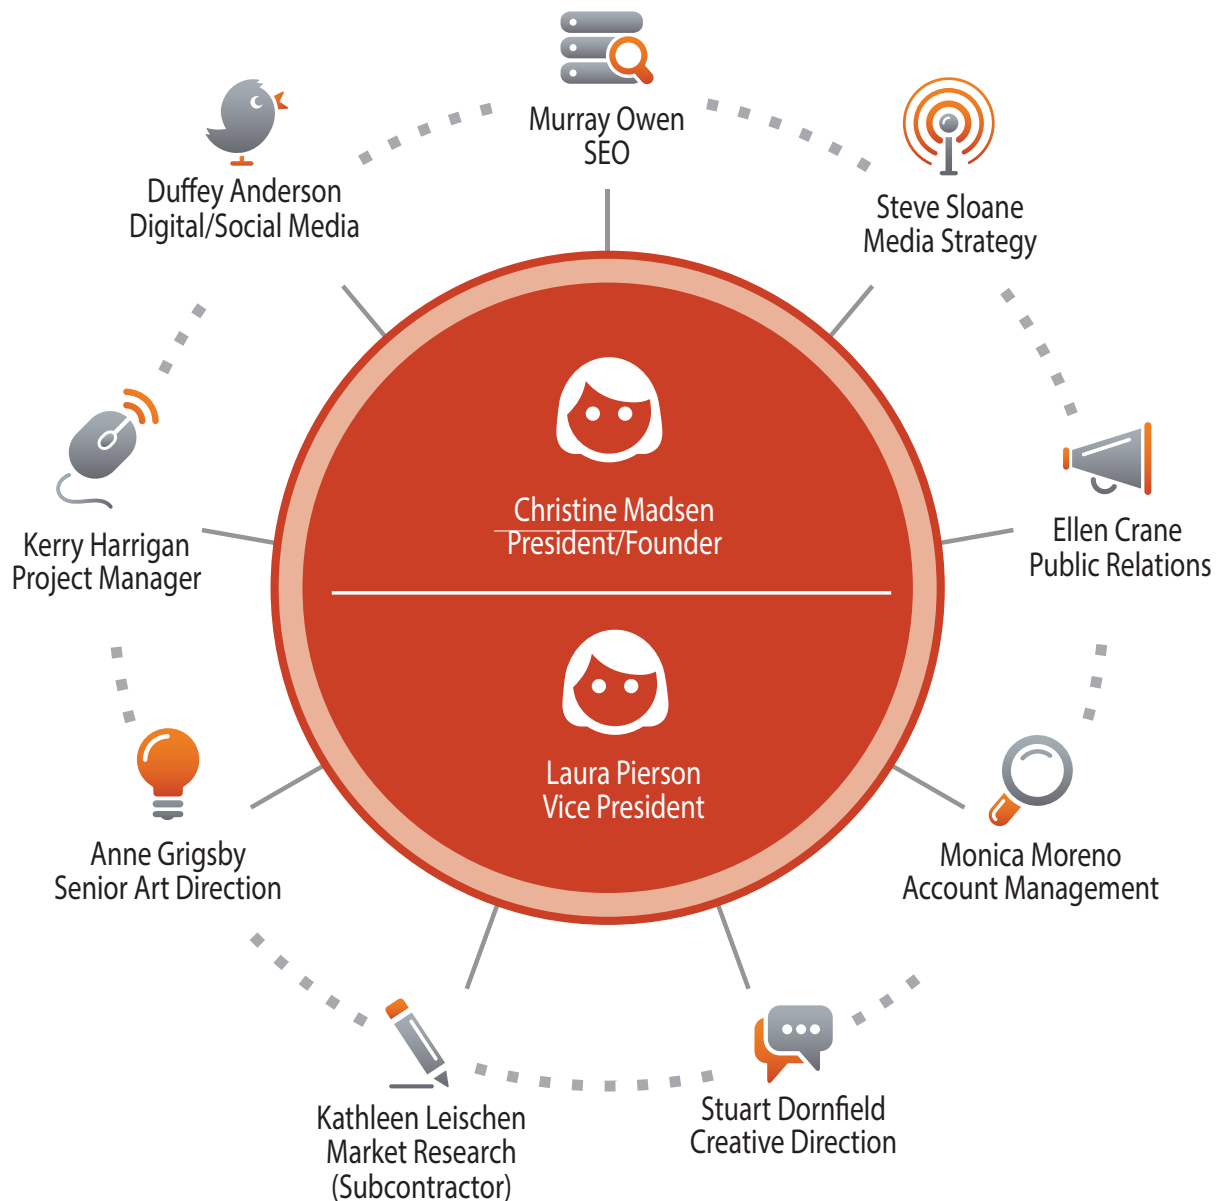 Murray Owen
SEO
Duffey Anderson
Digital/Social Media
Steve Sloane
Media Strategy
Christine Madsen
President/Founder
Ellen Crane
Public Relations
Kerry Harrigan
Project Manager
Laura Pierson
Vice President
Anne Grigsby
Senior Art Direction
Monica Moreno
Account Management
Kathleen Leischen
Market Research
(Subcontractor)
Stuart Dornfield
Creative Direction